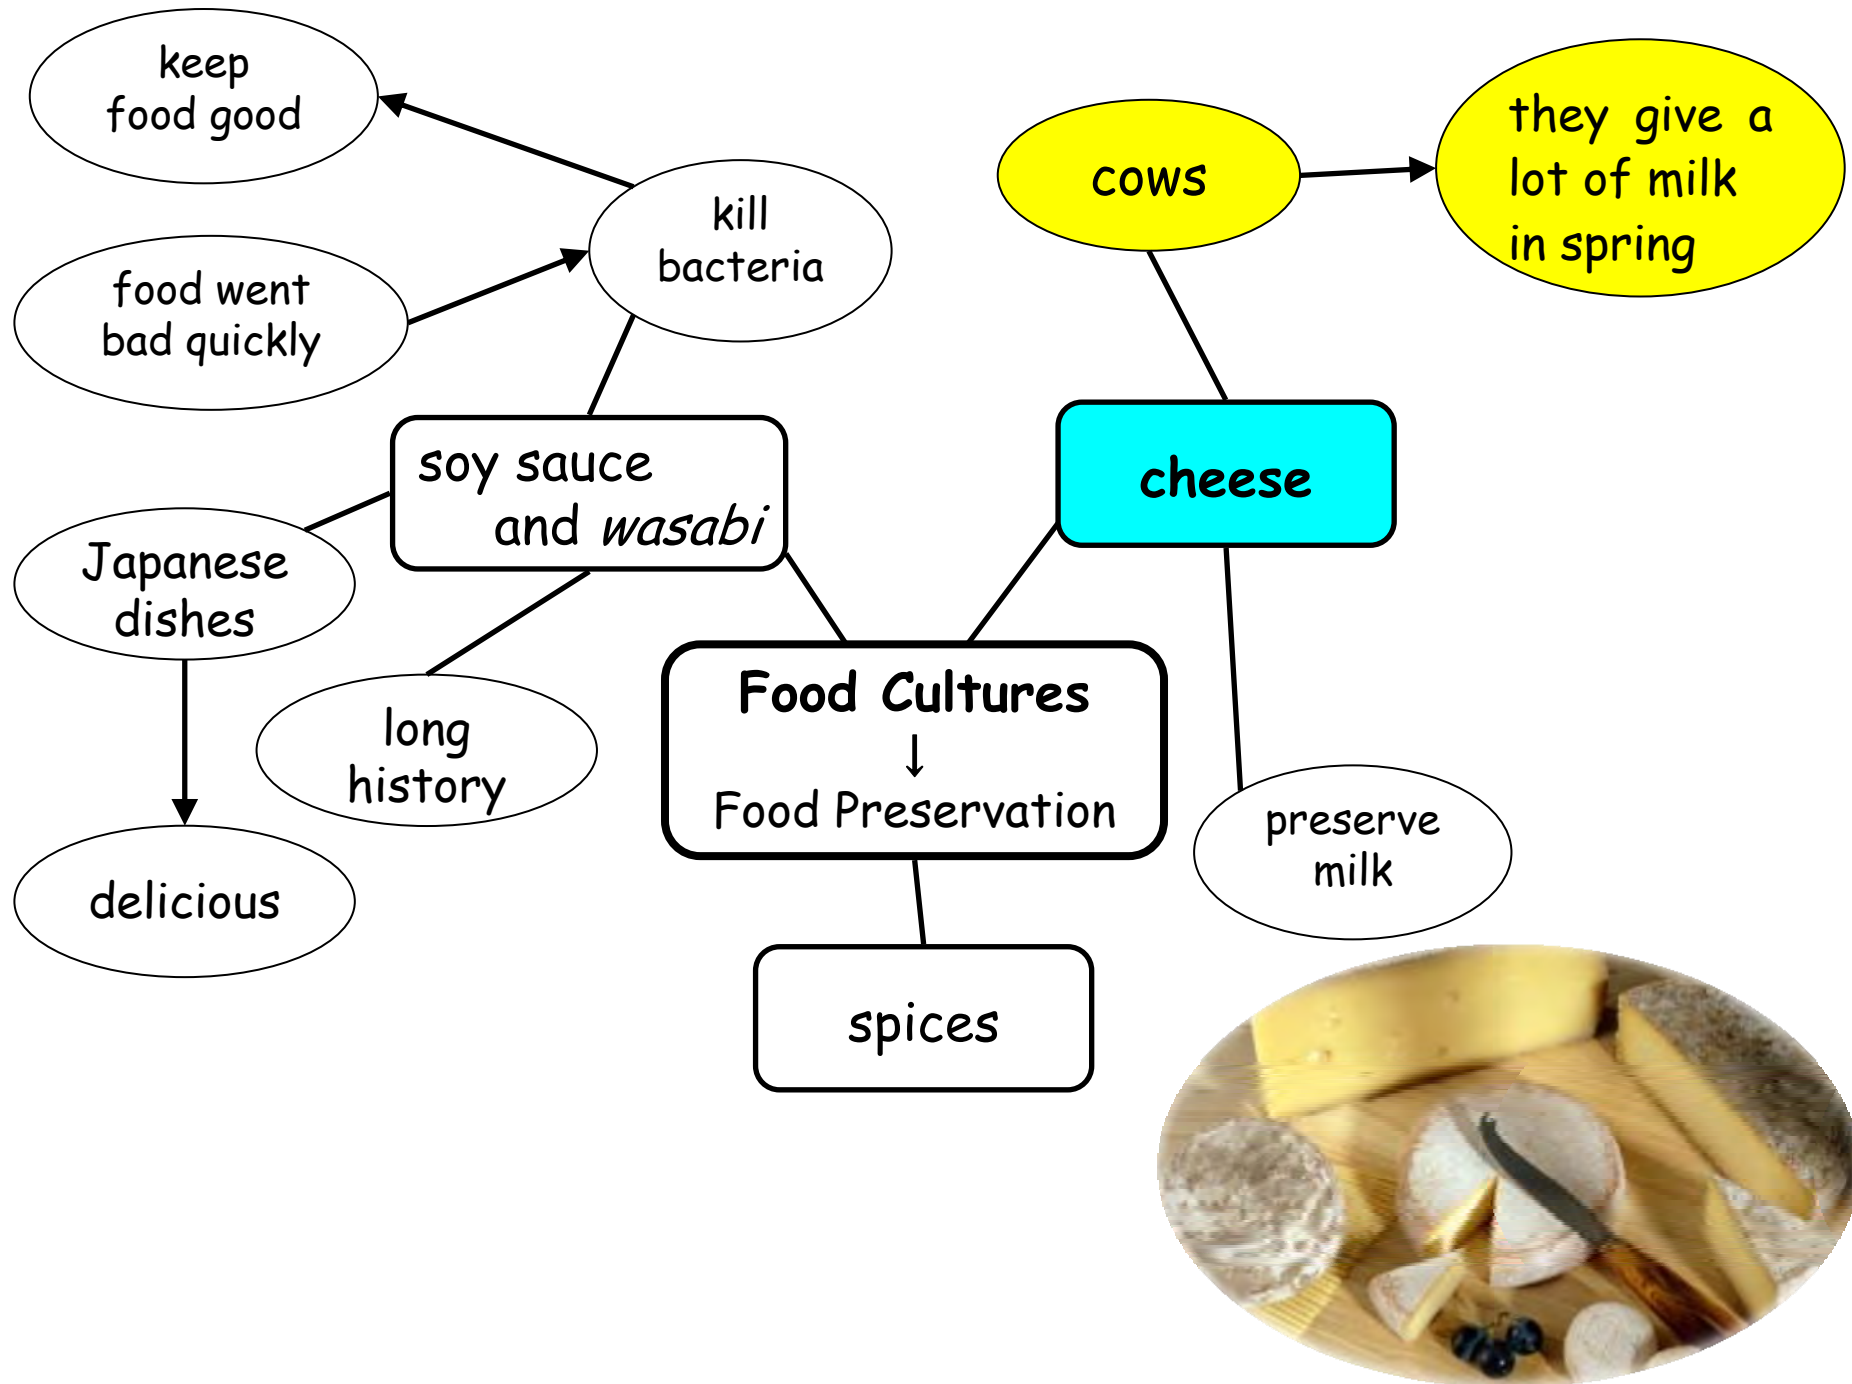 keep
food good
kill
bacteria
food went
bad quickly
cows
they give a
lot of milk
in spring
soy sauce
and wasabi
cheese
Japanese
dishes
long
history
delicious
Food Cultures
↓
Food Preservation
preserve
milk
spices